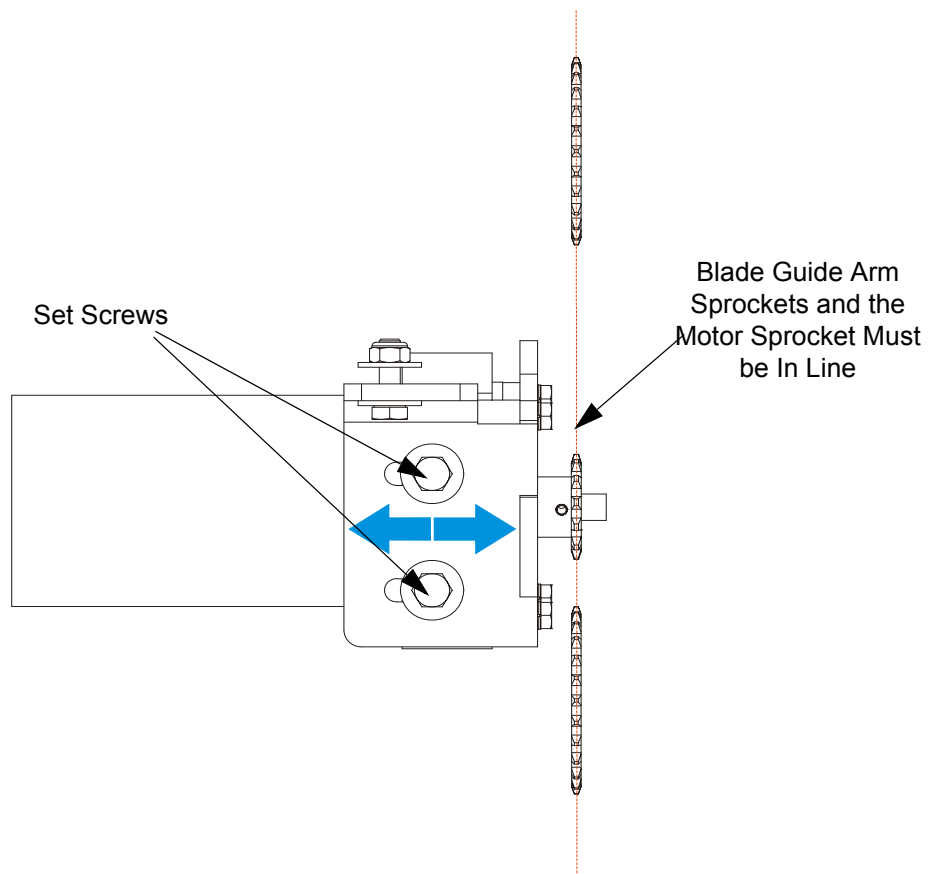 Set Screws
Blade Guide Arm
Sprockets and the
Motor Sprocket Must
be In Line